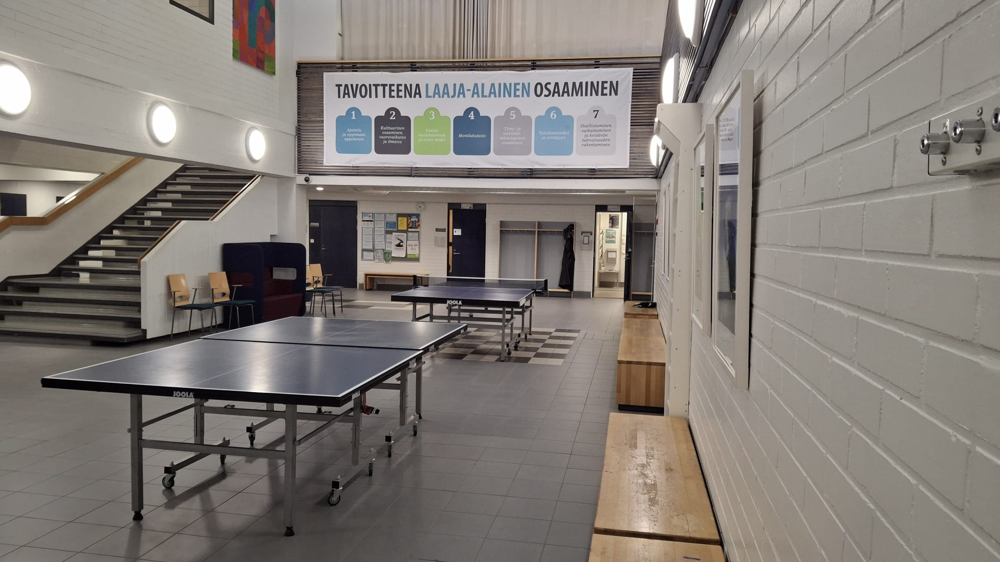 TAVOITTEENA LAAJA-ALAINEN OSAAMINEN
1
Ajattelu
ja oppimaan
oppiminen
2
Kulttuurinen
osaaminen,
vuorovaikutus
ja ilmaisu
3
Itsestä
huolehtiminen
ja arjen taidot
4
Monilukutaito
5
Tieto- ja
viestintä-
teknologinen
osaaminen
6
Työelämätaidot
ja yrittäjyys
7
Osallistuminen,
vaikuttaminen
ja kestävän
tulevaisuuden
rakentaminen
JOOLA
JOOLA
JOOLA